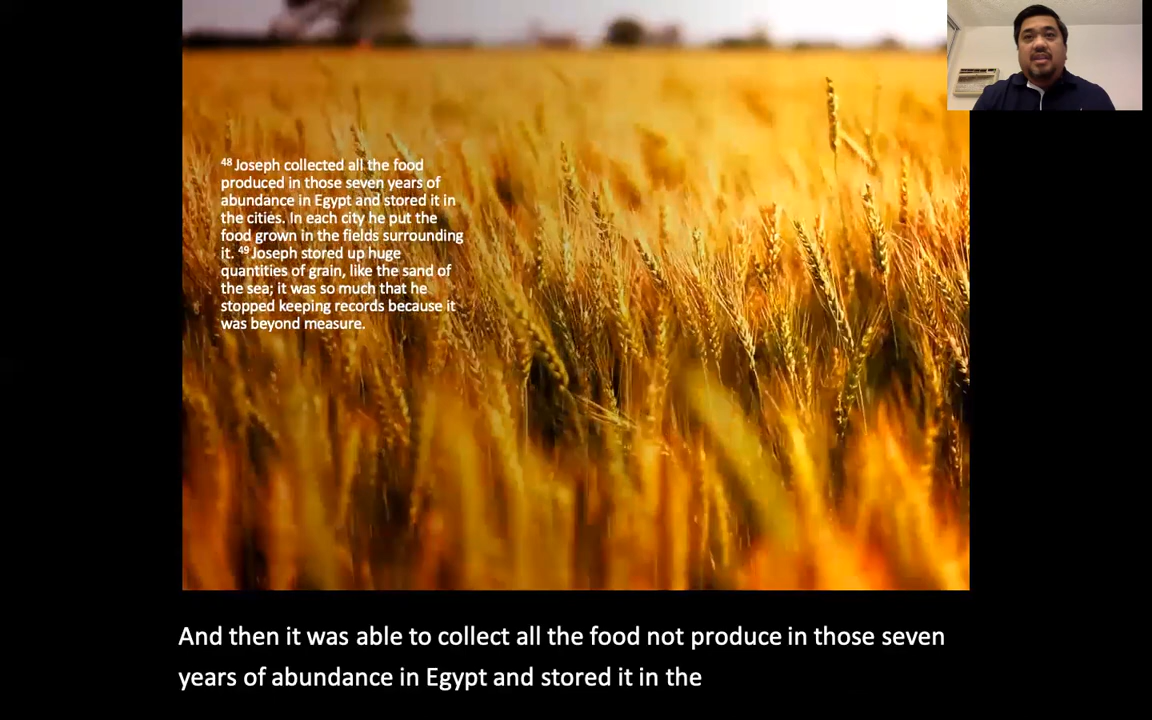 48 Joseph collected all the food
produced in those seven years of
abundance in Egypt and stored it in
the cities. In each city he put the
food grown in the fields surrounding
it. 49 Joseph stored up huge
quantities of grain, like the sand of
the sea; it was so much that he
stopped keeping records because it
was beyond measure.
And then it was able to collect all the food not produce in those seven
years of abundance in Egypt and stored it in the